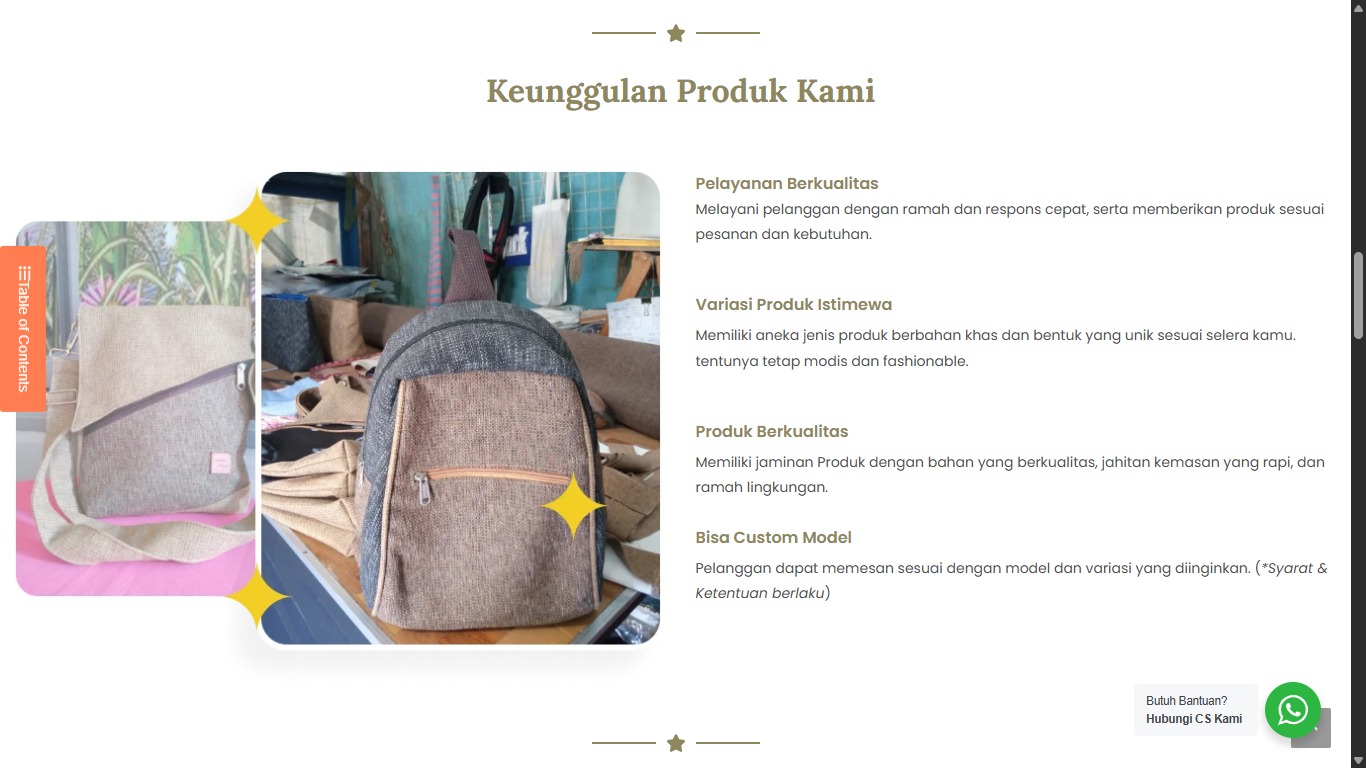 Keunggulan Produk Kami
Table of Contents
Pelayanan Berkualitas
Melayani pelanggan dengan ramah dan respons cepat, serta memberikan produk sesuai
pesanan dan kebutuhan.
Variasi Produk Istimewa
Memiliki aneka jenis produk berbahan khas dan bentuk yang unik sesuai selera kamu.
tentunya tetap modis dan fashionable.
Produk Berkualitas
Memiliki jaminan Produk dengan bahan yang berkualitas, jahitan kemasan yang rapi, dan
ramah lingkungan.
Bisa Custom Model
Pelanggan dapat memesan sesuai dengan model dan variasi yang diinginkan. (*Syarat &
Ketentuan berlaku)
Butuh Bantuan?
Hubungi CS Kami